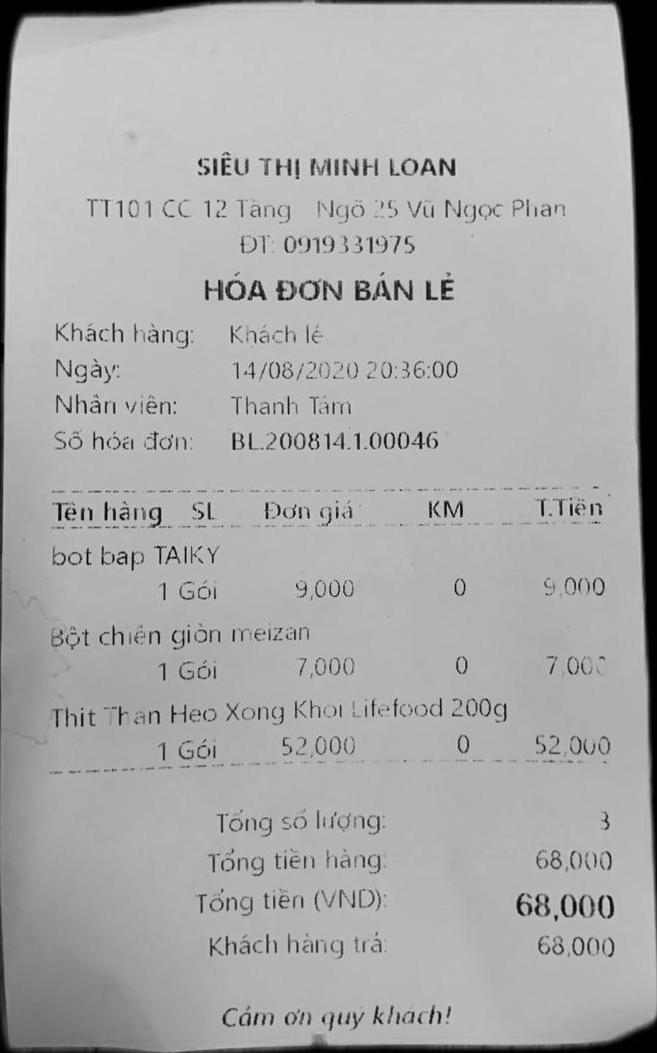 SIÊU THỊ MINH LOAN
TT101 CC 12 Tầng Ngõ 25 Vũ Ngọc Phan
ĐT: 0919331975
HÓA ĐƠN BÁN LẺ
Khách hàng: Khách lẻ
Ngày: 14/08/2020 20:36:00
Nhân viên: Thanh Tâm
Số hóa đơn: BL.200814.1.00046
Tên hàng SL Đơn giá KM T.Tiền
bot bap TAIKY
1 Gói 9,000 0 9,000
Bột chiên giòn meizan
1 Gói 7,000 0 7,000
Thit Than Heo Xong Khoi Lifefood 200g
1 Gói 52,000 0 52,000
Tổng số lượng: 3
Tổng tiền hàng: 68,000
Tổng tiền (VND): 68,000
Khách hàng trả: 68,000
Cám ơn quý khách!